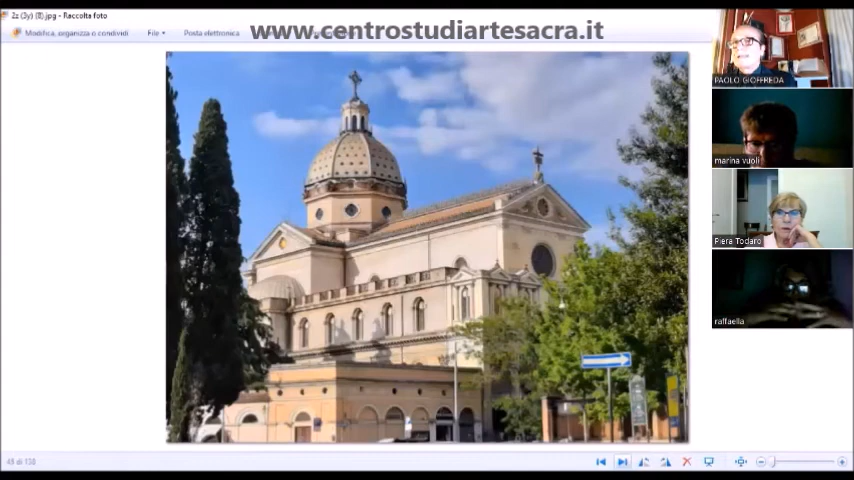 2z (3y) (8).jpg - Raccolta foto
www.centrostudiartesacra.it
Modifica, organizza o condividi File Posta elettronica
PAOLO GIOFFREDA
marina vuoli
Piera Todaro
raffaella